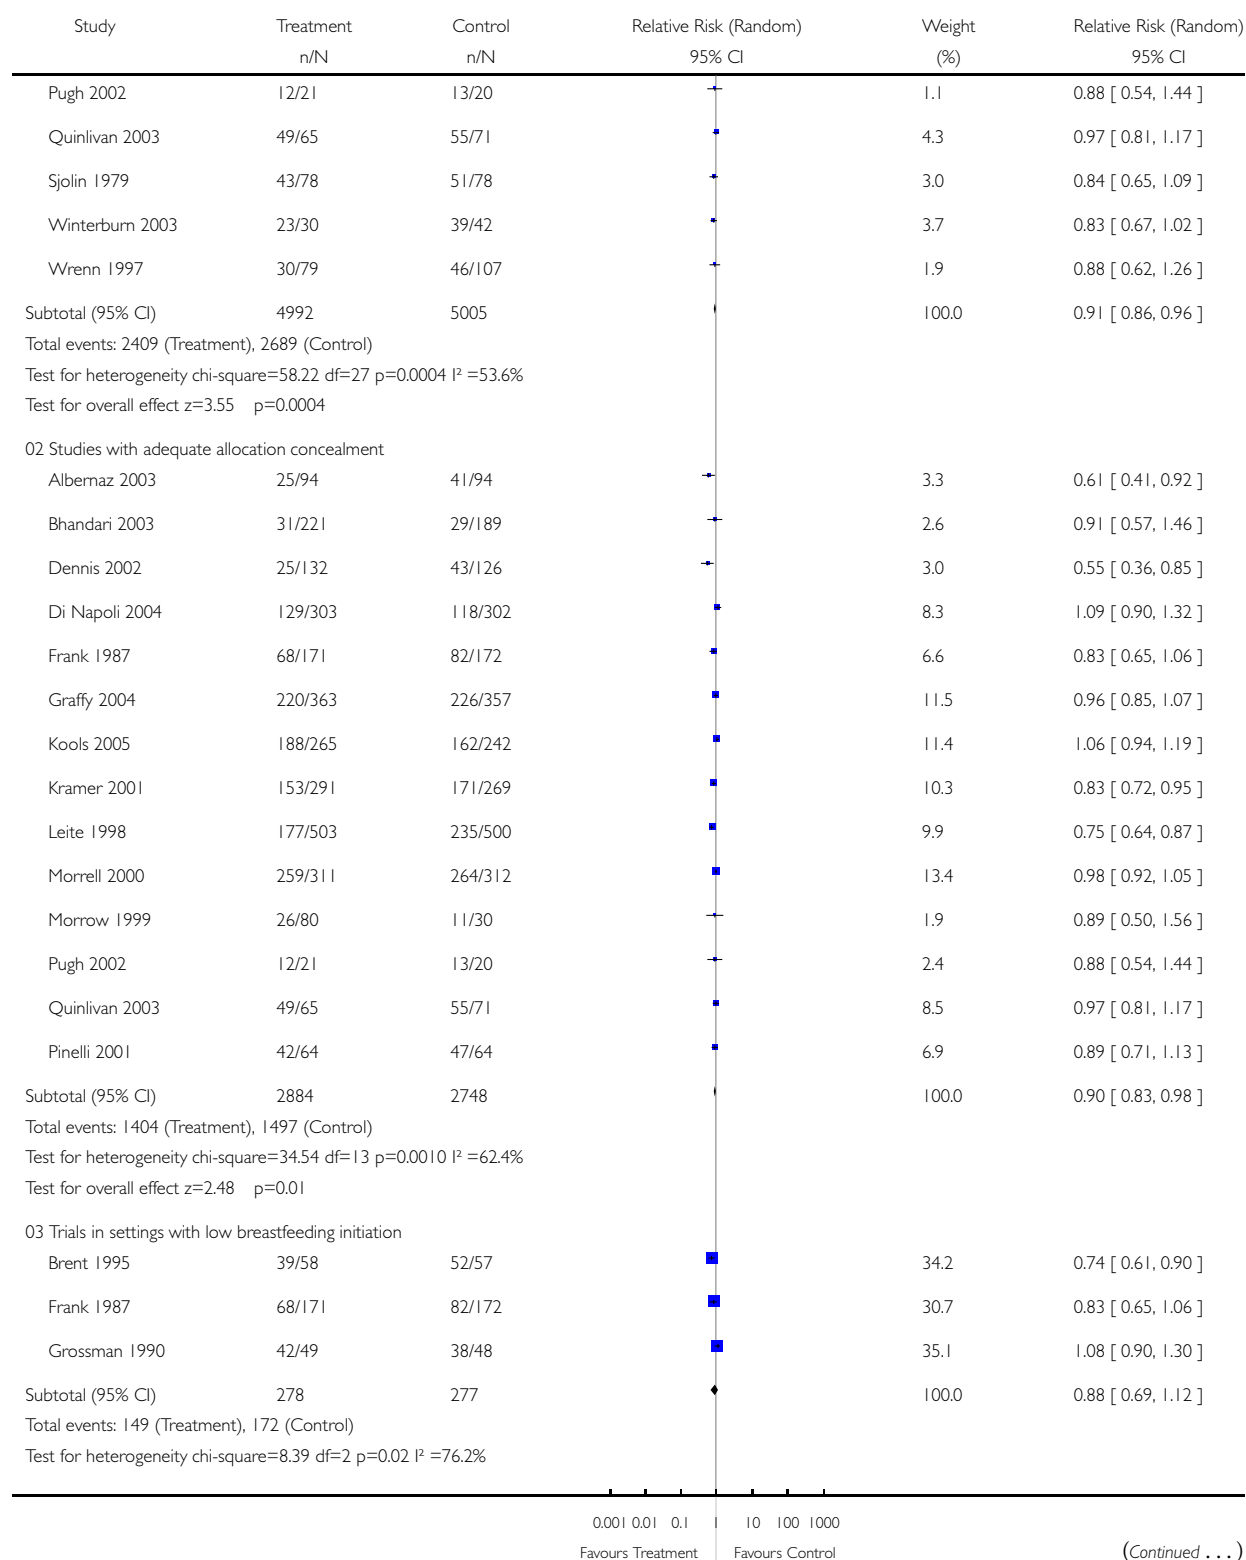 Study Treatment Control Relative Risk (Random) Weight Relative Risk (Random)
n/N n/N 95% CI (%) 95% CI
Pugh 2002 12/21 13/20 1.1 0.88 [ 0.54, 1.44 ]
Quinlivan 2003 49/65 55/71 4.3 0.97 [ 0.81, 1.17 ]
Sjolin 1979 43/78 51/78 3.0 0.84 [ 0.65, 1.09 ]
Winterburn 2003 23/30 39/42 3.7 0.83 [ 0.67, 1.02 ]
Wrenn 1997 30/79 46/107 1.9 0.88 [ 0.62, 1.26 ]
Subtotal (95% CI) 4992 5005 100.0 0.91 [ 0.86, 0.96 ]
Total events: 2409 (Treatment), 2689 (Control)
Test for heterogeneity chi-square=58.22 df=27 p=0.0004 I² =53.6%
Test for overall effect z=3.55 p=0.0004
02 Studies with adequate allocation concealment
Albernaz 2003 25/94 41/94 3.3 0.61 [ 0.41, 0.92 ]
Bhandari 2003 31/221 29/189 2.6 0.91 [ 0.57, 1.46 ]
Dennis 2002 25/132 43/126 3.0 0.55 [ 0.36, 0.85 ]
Di Napoli 2004 129/303 118/302 8.3 1.09 [ 0.90, 1.32 ]
Frank 1987 68/171 82/172 6.6 0.83 [ 0.65, 1.06 ]
Graffy 2004 220/363 226/357 11.5 0.96 [ 0.85, 1.07 ]
Kools 2005 188/265 162/242 11.4 1.06 [ 0.94, 1.19 ]
Kramer 2001 153/291 171/269 10.3 0.83 [ 0.72, 0.95 ]
Leite 1998 177/503 235/500 9.9 0.75 [ 0.64, 0.87 ]
Morrell 2000 259/311 264/312 13.4 0.98 [ 0.92, 1.05 ]
Morrow 1999 26/80 11/30 1.9 0.89 [ 0.50, 1.56 ]
Pugh 2002 12/21 13/20 2.4 0.88 [ 0.54, 1.44 ]
Quinlivan 2003 49/65 55/71 8.5 0.97 [ 0.81, 1.17 ]
Pinelli 2001 42/64 47/64 6.9 0.89 [ 0.71, 1.13 ]
Subtotal (95% CI) 2884 2748 100.0 0.90 [ 0.83, 0.98 ]
Total events: 1404 (Treatment), 1497 (Control)
Test for heterogeneity chi-square=34.54 df=13 p=0.0010 I² =62.4%
Test for overall effect z=2.48 p=0.01
03 Trials in settings with low breastfeeding initiation
Brent 1995 39/58 52/57 34.2 0.74 [ 0.61, 0.90 ]
Frank 1987 68/171 82/172 30.7 0.83 [ 0.65, 1.06 ]
Grossman 1990 42/49 38/48 35.1 1.08 [ 0.90, 1.30 ]
Subtotal (95% CI) 278 277 100.0 0.88 [ 0.69, 1.12 ]
Total events: 149 (Treatment), 172 (Control)
Test for heterogeneity chi-square=8.39 df=2 p=0.02 I² =76.2%
0.001 0.01 0.1 1 10 100 1000
Favours Treatment Favours Control (Continued . . . )